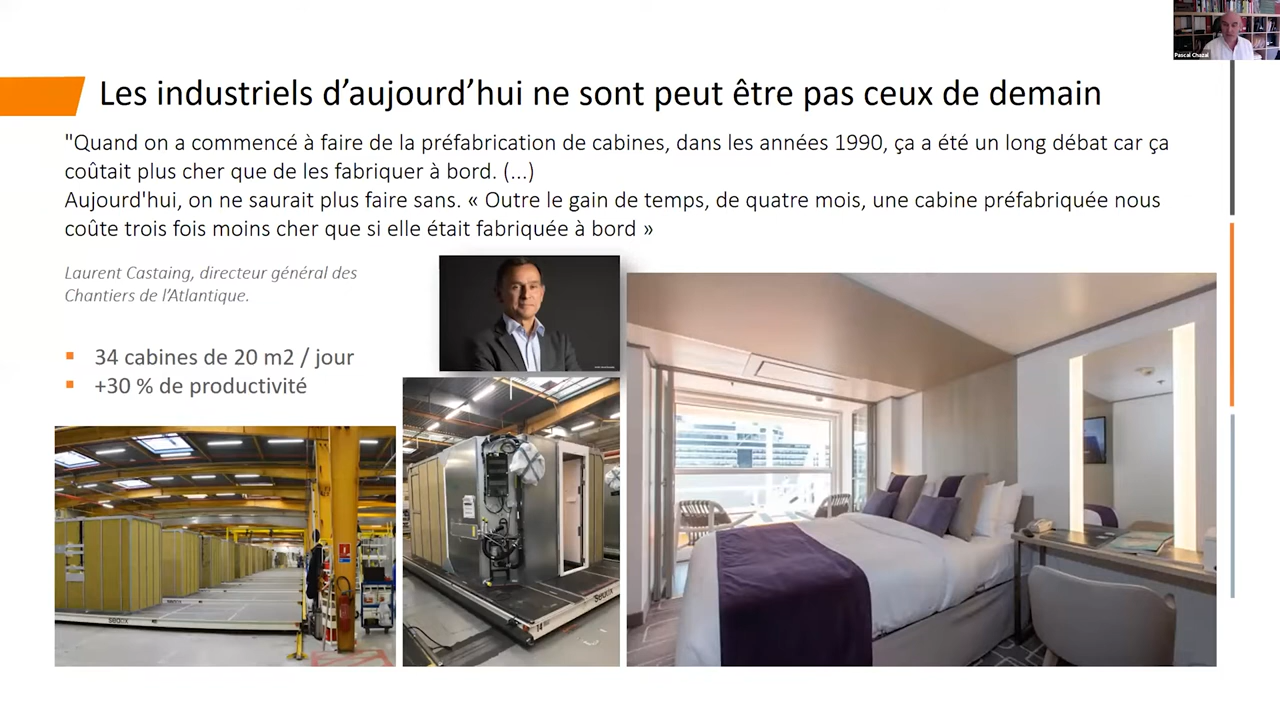 Pascal Chazal
Les industriels d'aujourd'hui ne sont peut être pas ceux de demain
"Quand on a commencé à faire de la préfabrication de cabines, dans les années 1990, ça a été un long débat car ça
coûtait plus cher que de les fabriquer à bord. (...)
Aujourd'hui, on ne saurait plus faire sans. « Outre le gain de temps, de quatre mois, une cabine préfabriquée nous
coûte trois fois moins cher que si elle était fabriquée à bord »
Laurent Castaing, directeur général des
Chantiers de l'Atlantique.
▪ 34 cabines de 20 m2 / jour
▪ +30 % de productivité
14